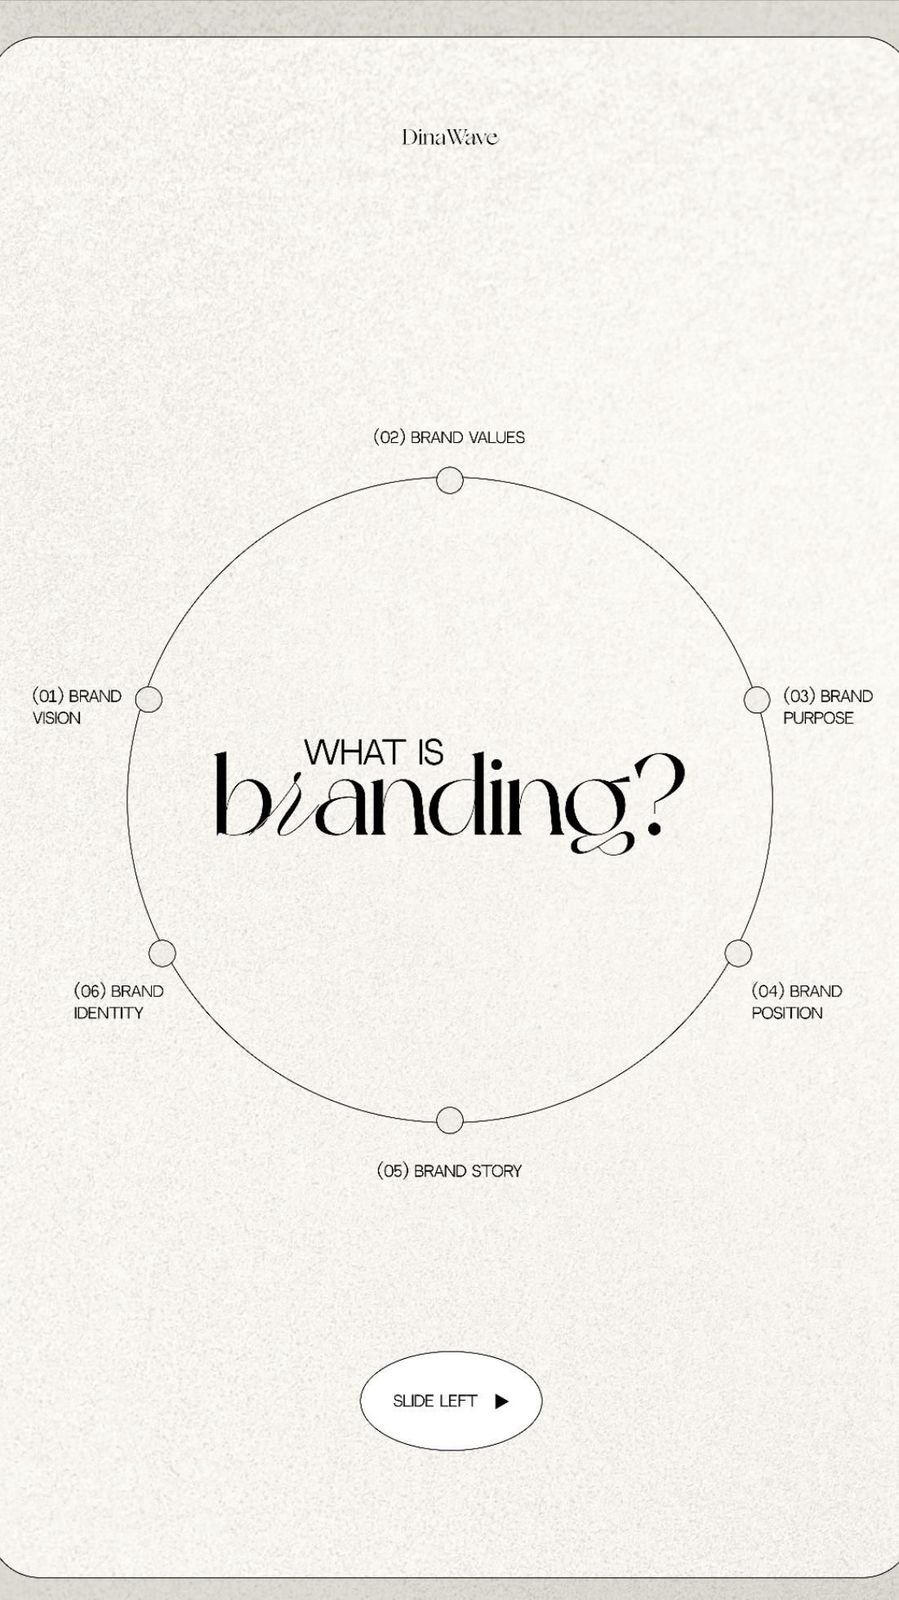 DinaWave
(02) BRAND VALUES
(01) BRAND
VISION
(03) BRAND
PURPOSE
WHAT IS
branding?
(06) BRAND
IDENTITY
(04) BRAND
POSITION
(05) BRAND STORY
SLIDE LEFT ▶